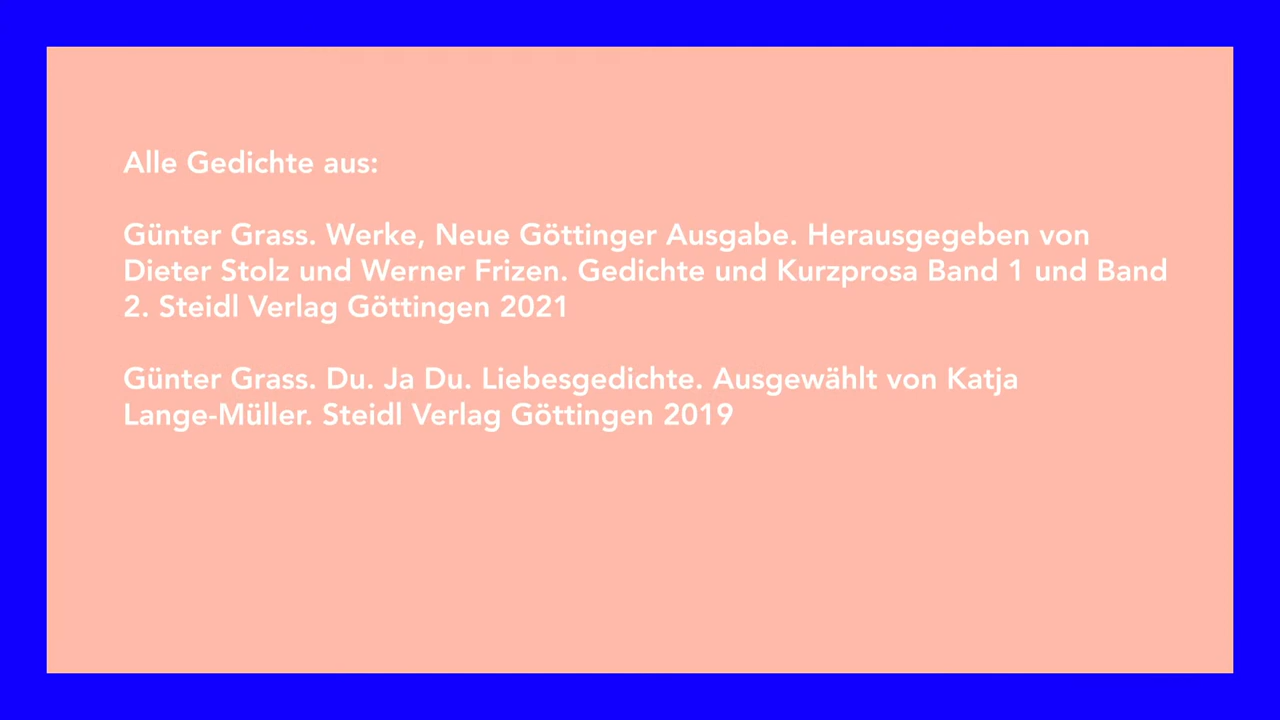 Alle Gedichte aus:
Günter Grass. Werke, Neue Göttinger Ausgabe. Herausgegeben von
Dieter Stolz und Werner Frizen. Gedichte und Kurzprosa Band 1 und Band
2. Steidl Verlag Göttingen 2021
Günter Grass. Du. Ja Du. Liebesgedichte. Ausgewählt von Katja
Lange-Müller. Steidl Verlag Göttingen 2019